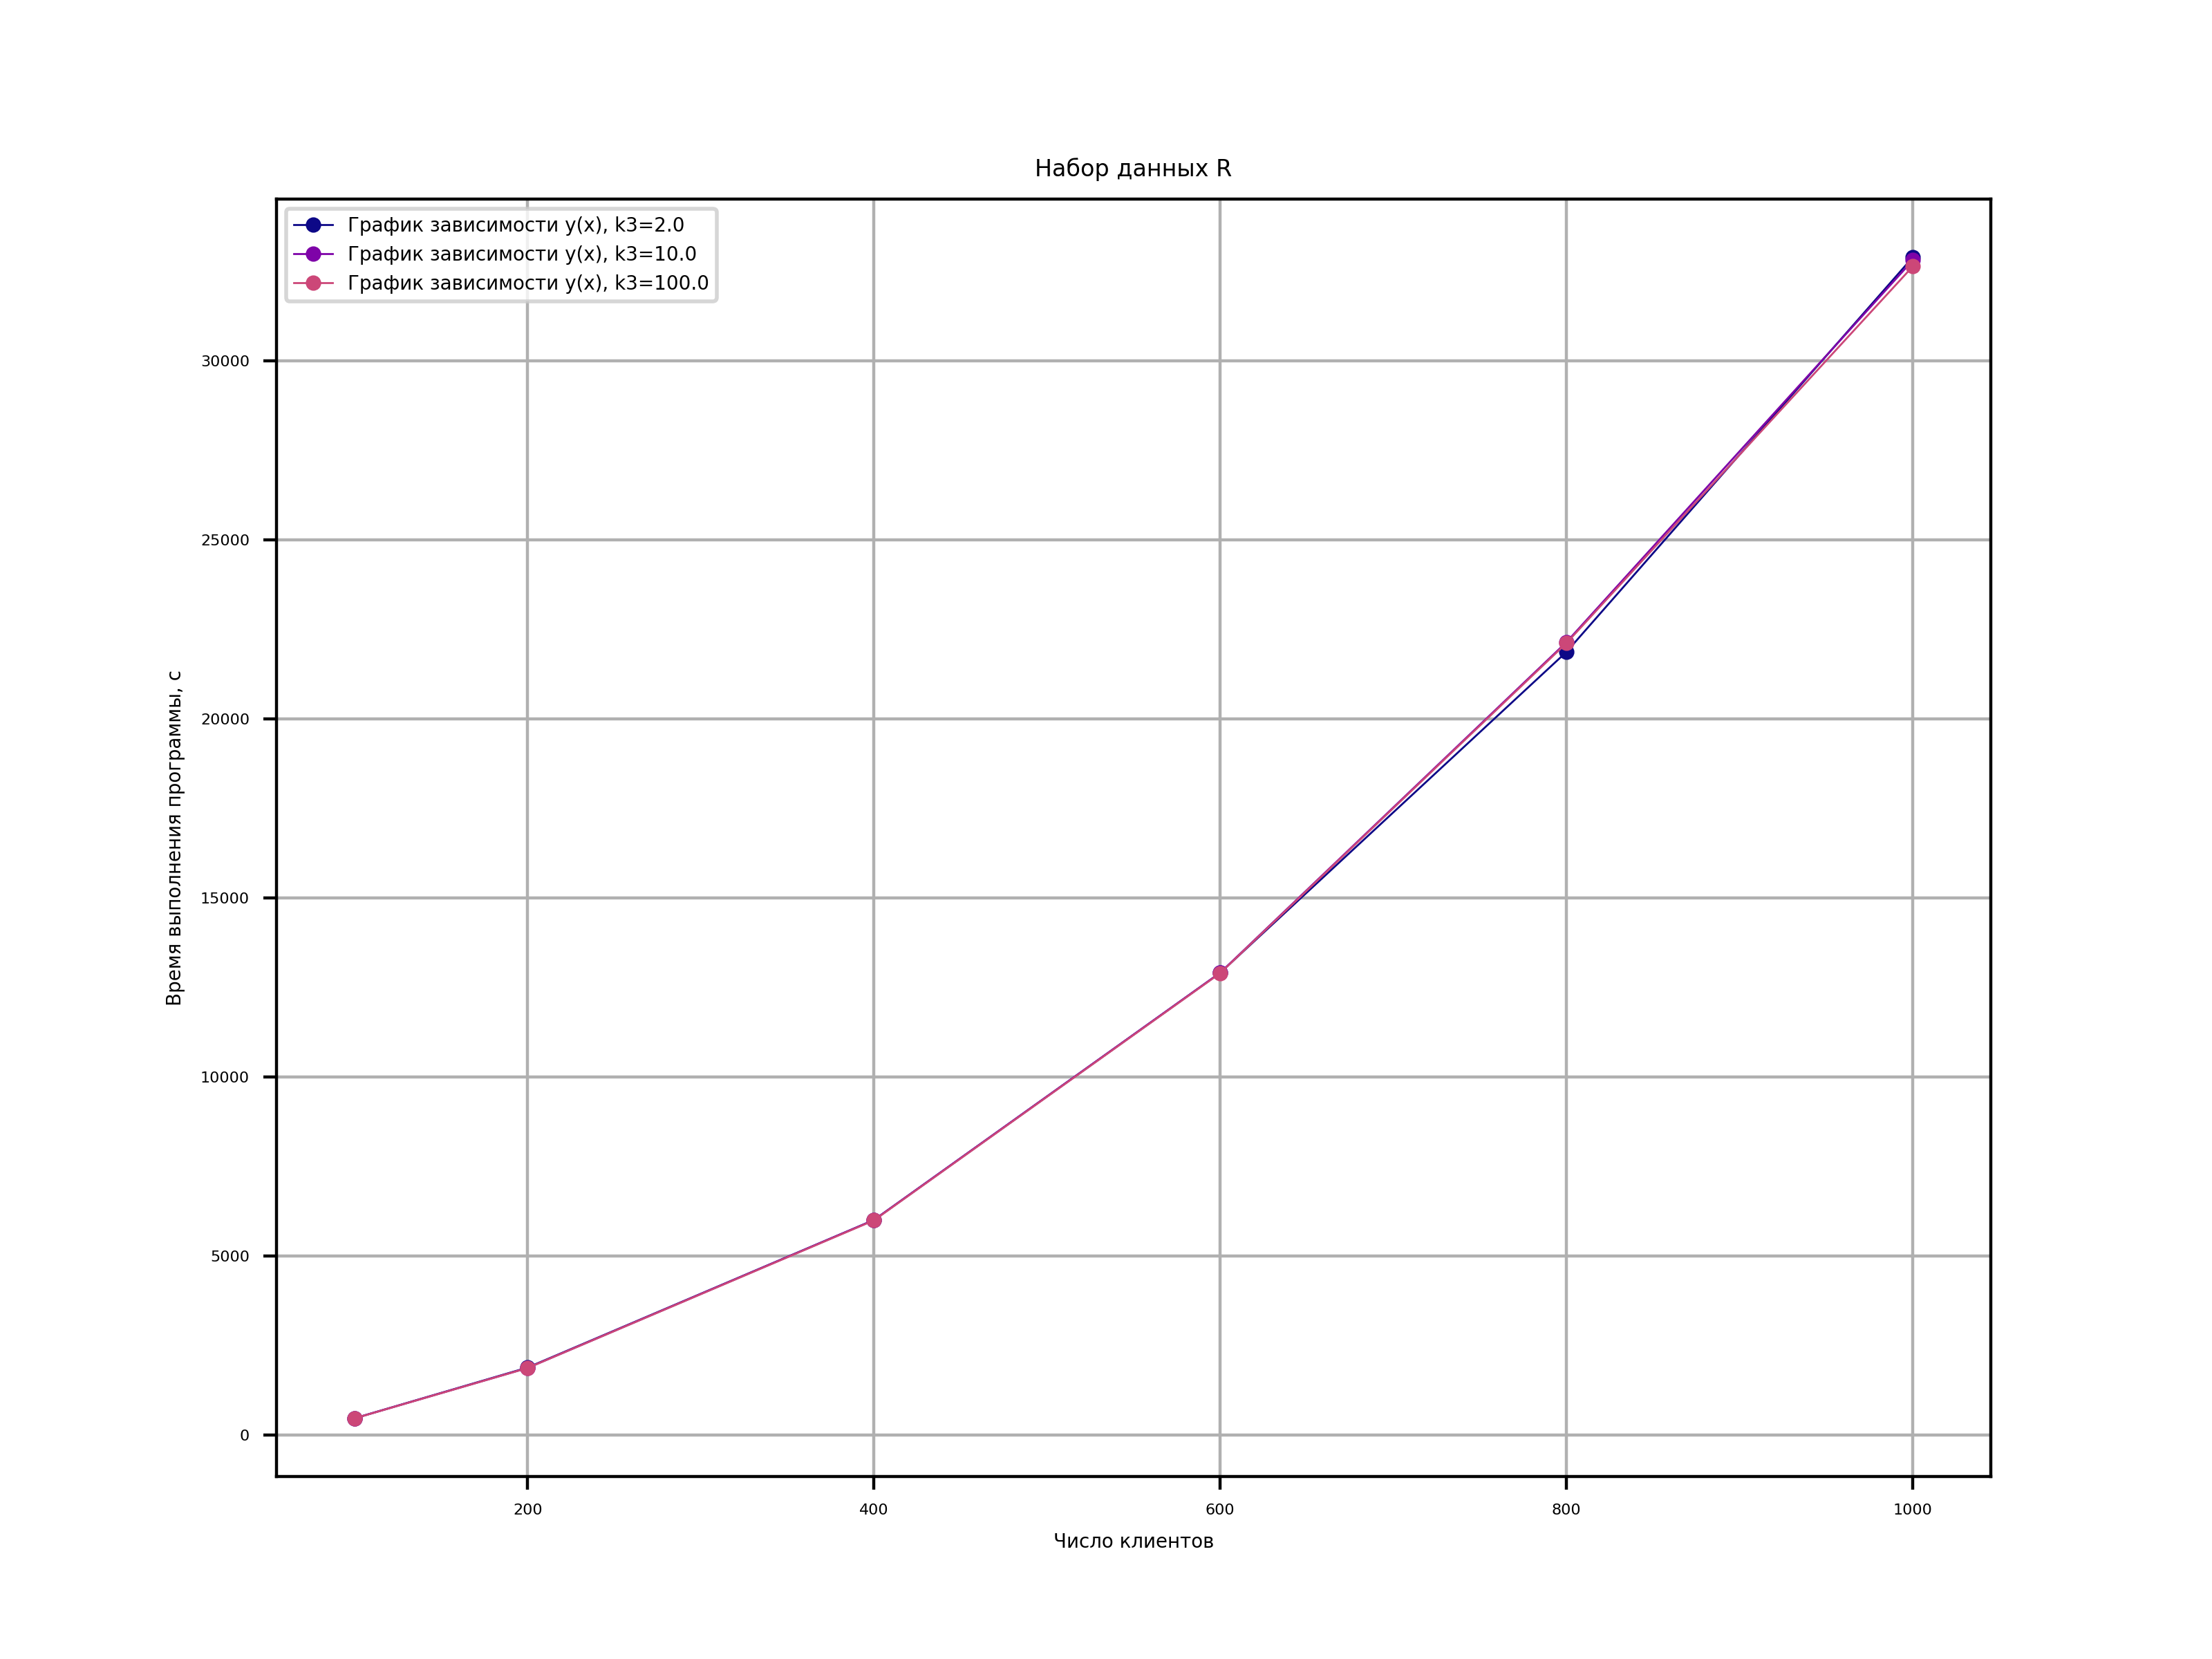 Набор данных R
График зависимости y(x), k3=2.0
График зависимости y(x), k3=10.0
График зависимости y(x), k3=100.0
Время выполнения программы, с
30000
25000
20000
15000
10000
5000
0
200 400 600 800 1000
Число клиентов